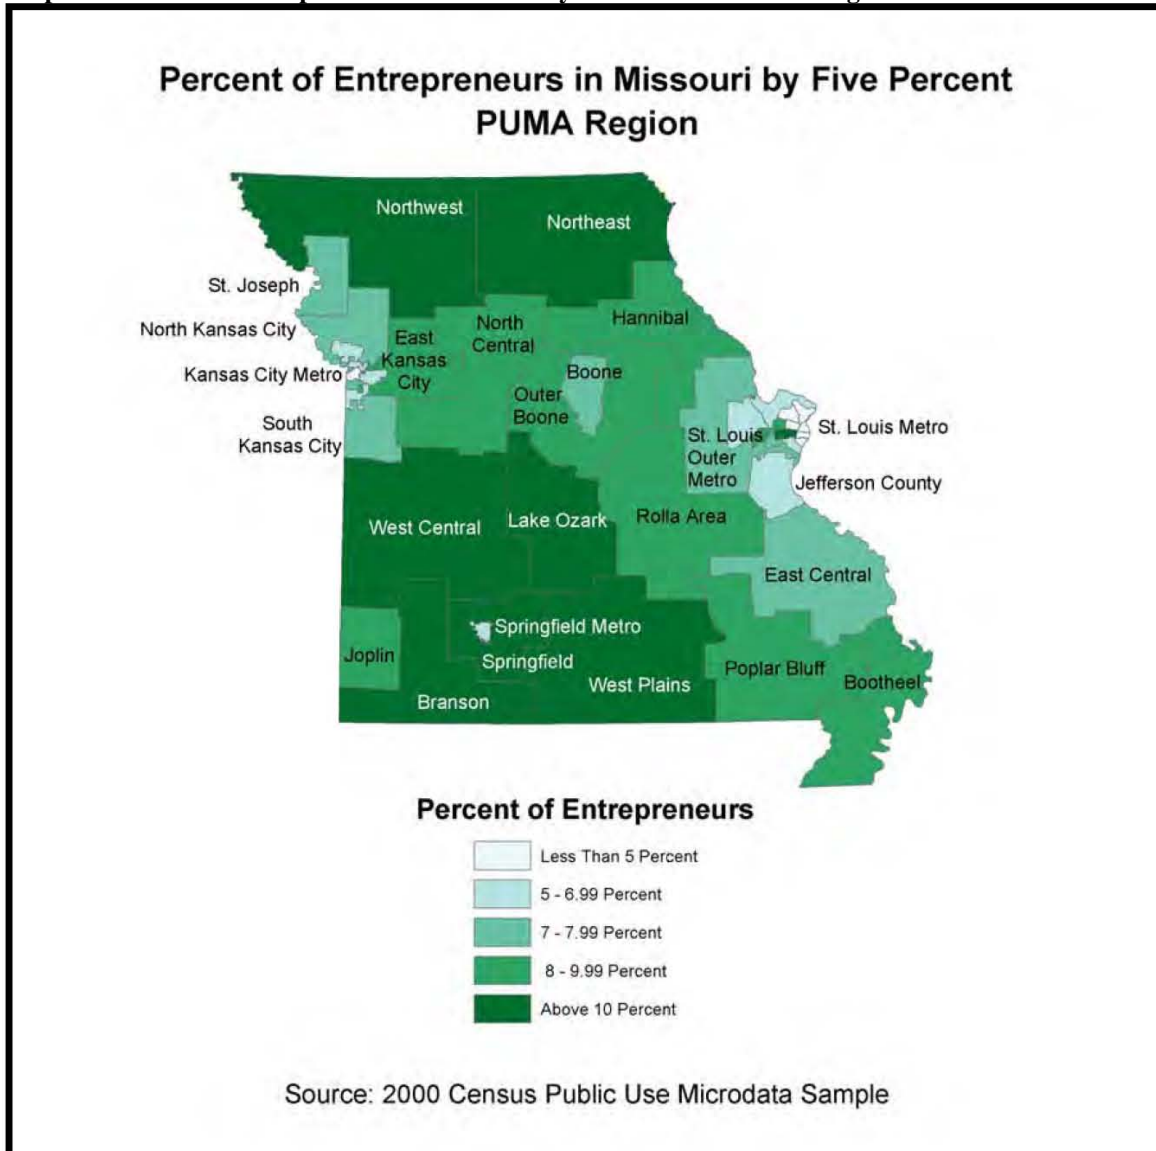 Percent of Entrepreneurs in Missouri by Five Percent
PUMA Region
Northwest
Northeast
St. Joseph
North Kansas City
Kansas City Metro
South
Kansas City
East
Kansas
City
North
Central
Hannibal
Boone
Outer
Boone
St. Louis
Outer
Metro
St. Louis Metro
Jefferson County
West Central
Lake Ozark
Rolla Area
East Central
Springfield Metro
Springfield
Joplin
West Plains
Branson
Poplar Bluff
Bootheel
Percent of Entrepreneurs
Less Than 5 Percent
5 - 6.99 Percent
7 - 7.99 Percent
8 - 9.99 Percent
Above 10 Percent
Source: 2000 Census Public Use Microdata Sample